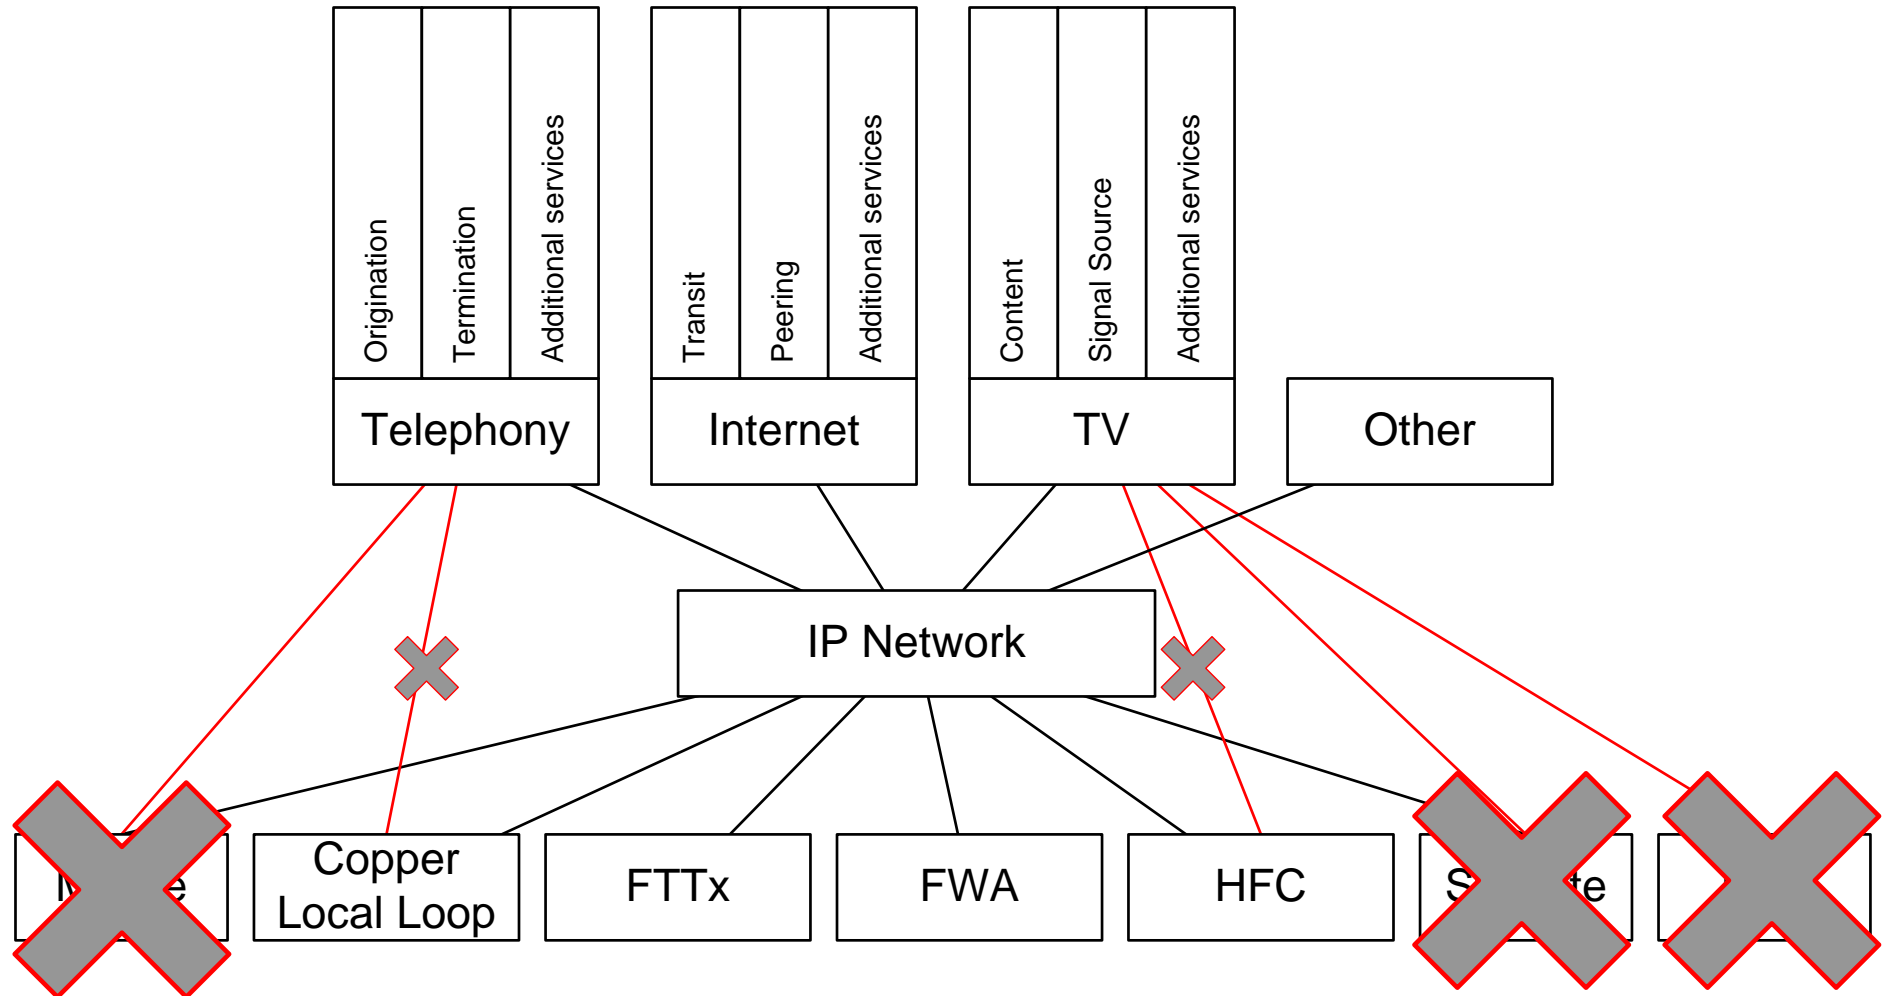 Origination
Termination
Additional services
Transit
Peering
Additional services
Content
Signal Source
Additional services
Telephony
Internet
TV
Other
IP Network
Copper
Local Loop
FTTx
FWA
HFC